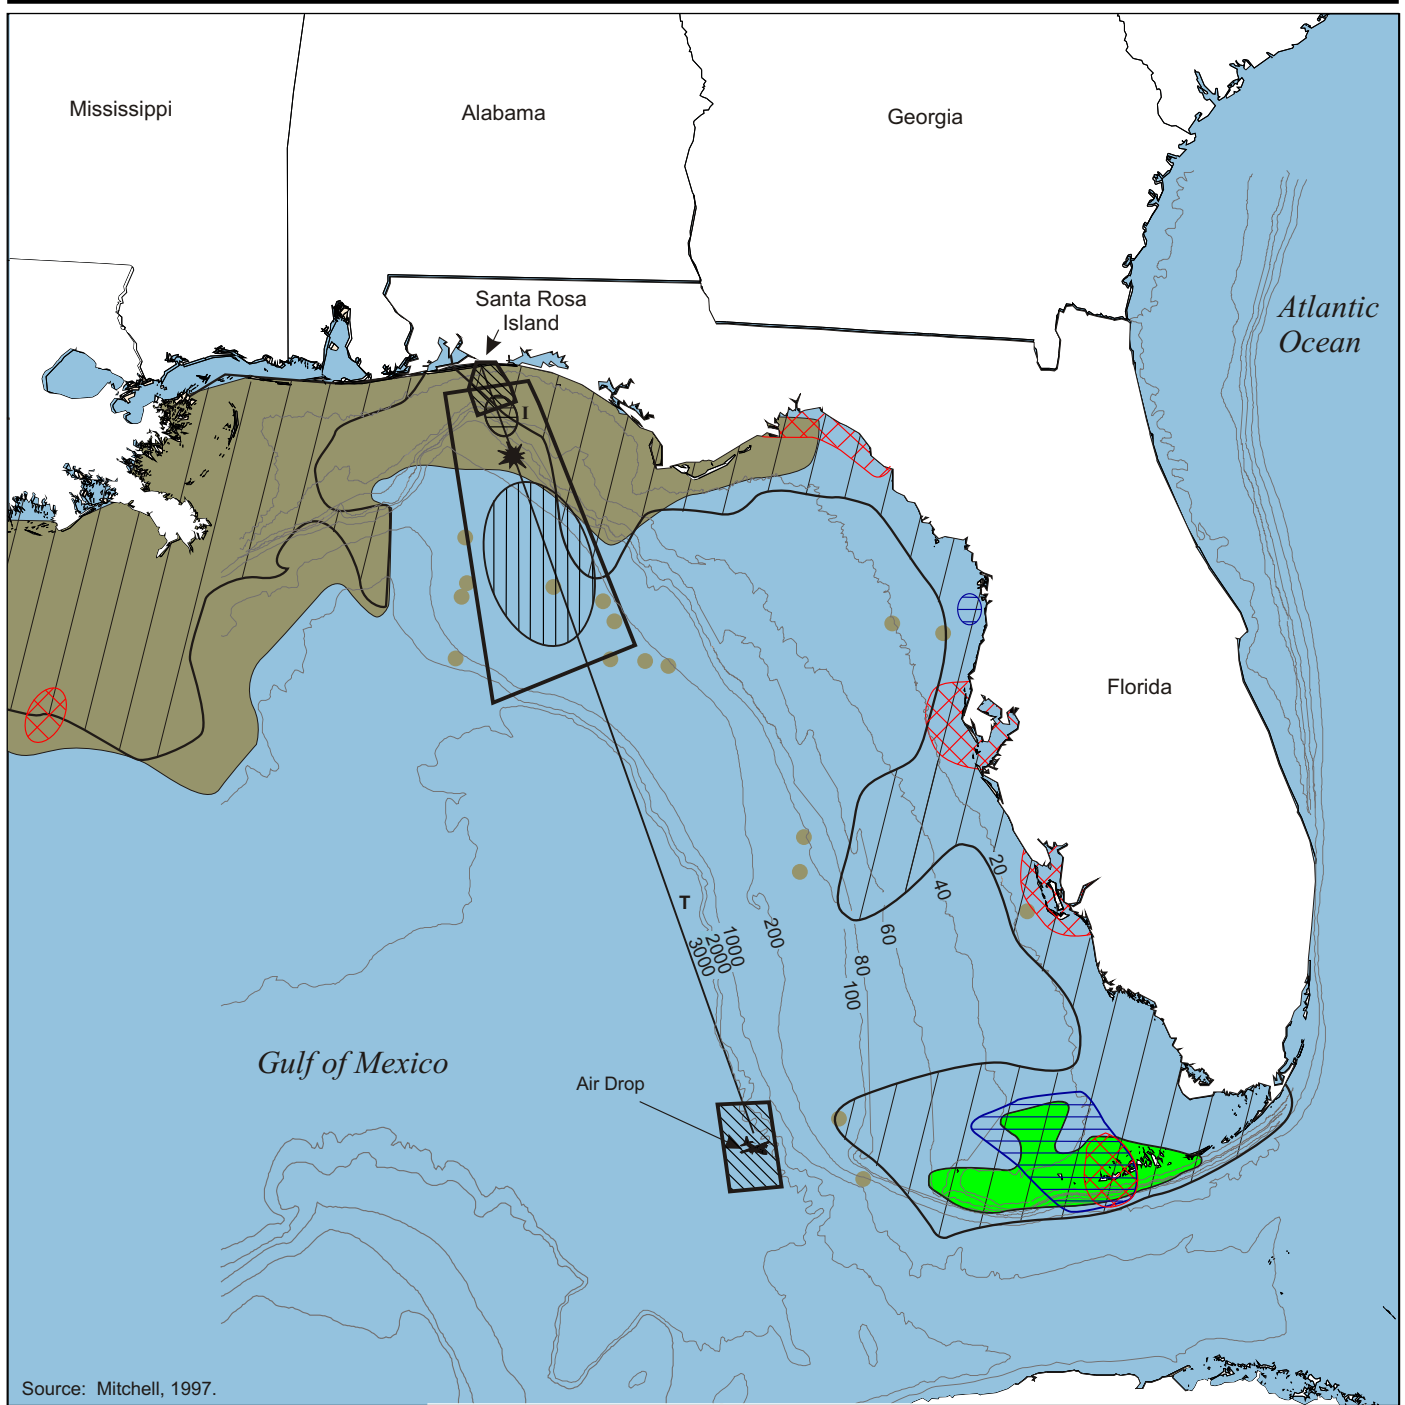 Mississippi
Alabama
Georgia
Santa Rosa
Island
Atlantic
Ocean
I
Florida
20
40
T
60
200
1000
2000
3000
80
100
Gulf of Mexico
Air Drop
Source: Mitchell, 1997.